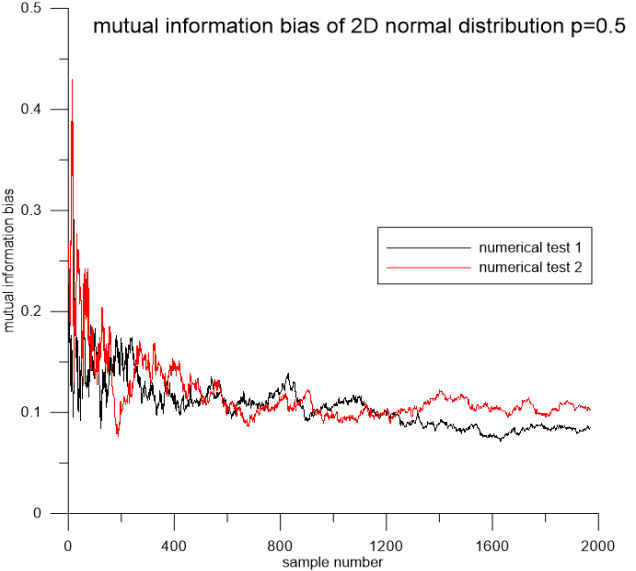 mutual information bias of 2D normal distribution p=0.5
0.5
0.4
0.3
0.2
0.1
0
mutual information bias
numerical test 1
numerical test 2
0 400 800 1200 1600 2000
sample number